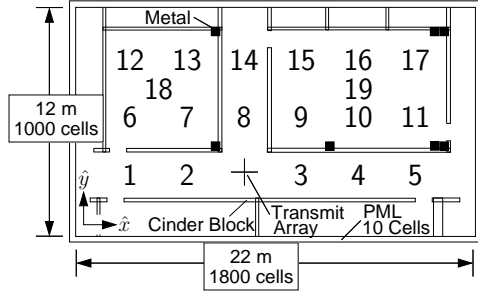 Metal
12 13 14 15 16 17
18 19
12 m
1000 cells
6 7 8 9 10 11
1 2 3 4 5
ŷ
x̂
Cinder Block
Transmit
Array
PML
10 Cells
22 m
1800 cells